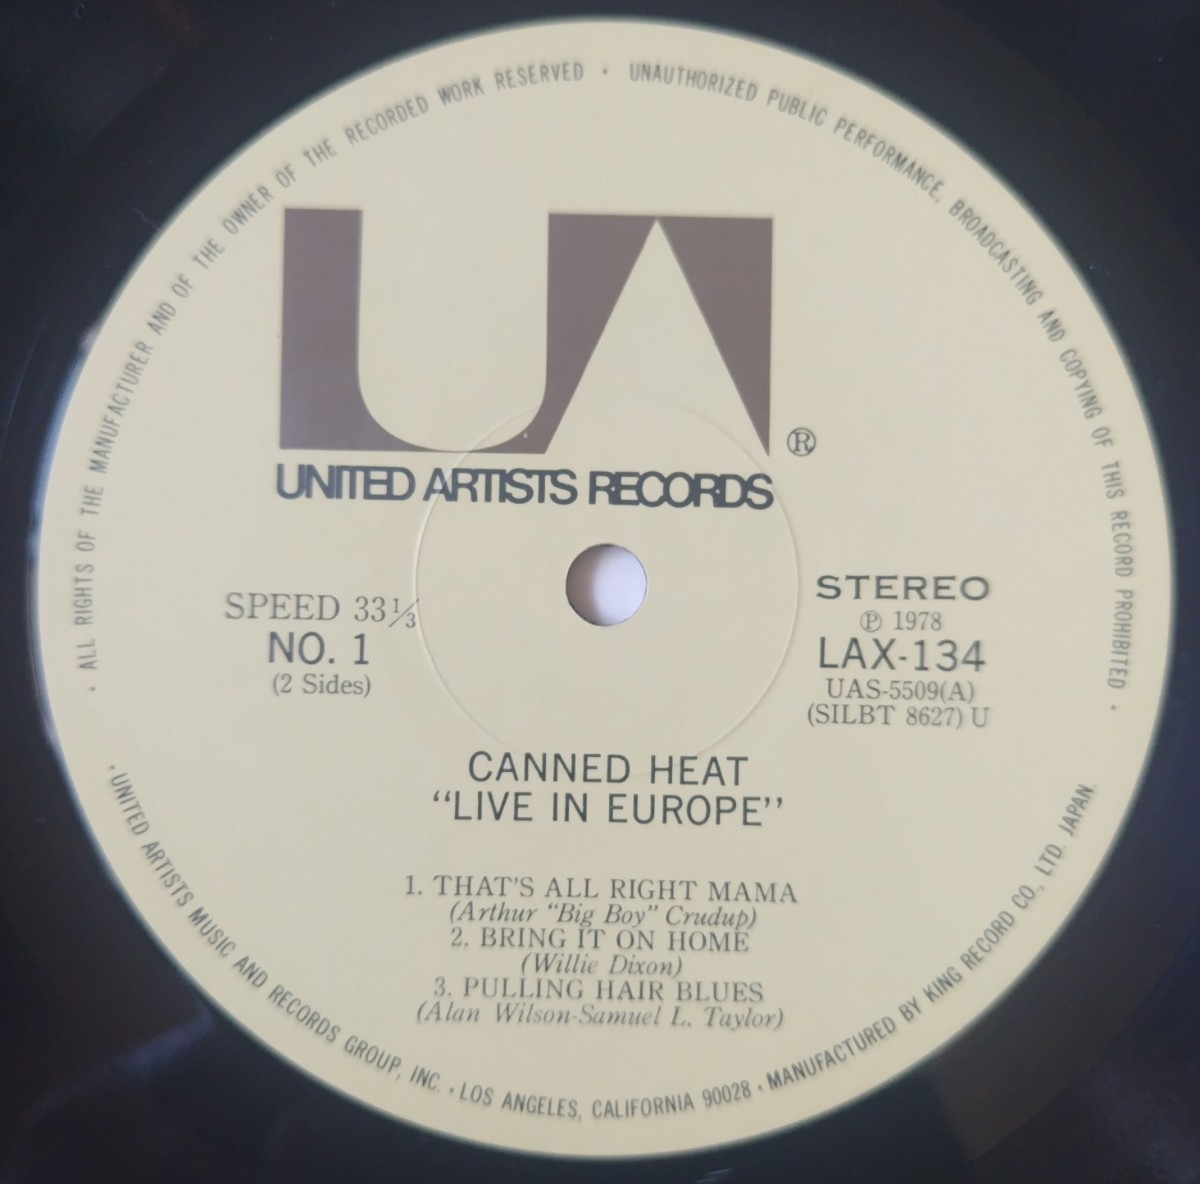 · ALL RIGHTS OF THE MANUFACTURER AND OF THE OWNER OF THE RECORDED WORK RESERVED · UNAUTHORIZED PUBLIC PERFORMANCE, BROADCASTING AND COPYING OF THIS RECORD PROHIBITED ·
UA®
UNITED ARTISTS RECORDS
SPEED 33⅓
NO. 1
(2 Sides)
STEREO
℗ 1978
LAX-134
UAS-5509(A)
(SILBT 8627) U
CANNED HEAT
“LIVE IN EUROPE”
1. THAT'S ALL RIGHT MAMA
(Arthur “Big Boy” Crudup)
2. BRING IT ON HOME
(Willie Dixon)
3. PULLING HAIR BLUES
(Alan Wilson-Samuel L. Taylor)
· UNITED ARTISTS MUSIC AND RECORDS GROUP, INC. · LOS ANGELES, CALIFORNIA 90028 · MANUFACTURED BY KING RECORD CO., LTD. JAPAN.